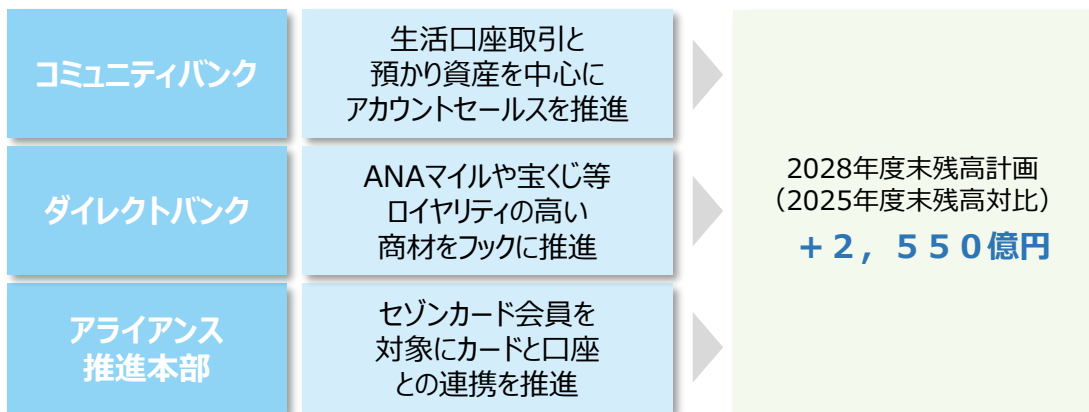 コミュニティバンク
生活口座取引と
預かり資産を中心に
アカウントセールスを推進
ダイレクトバンク
ANAマイルや宝くじ等
ロイヤリティの高い
商材をフックに推進
アライアンス
推進本部
セゾンカード会員を
対象にカードと口座
との連携を推進
2028年度末残高計画
（2025年度末残高対比）
＋２，５５０億円